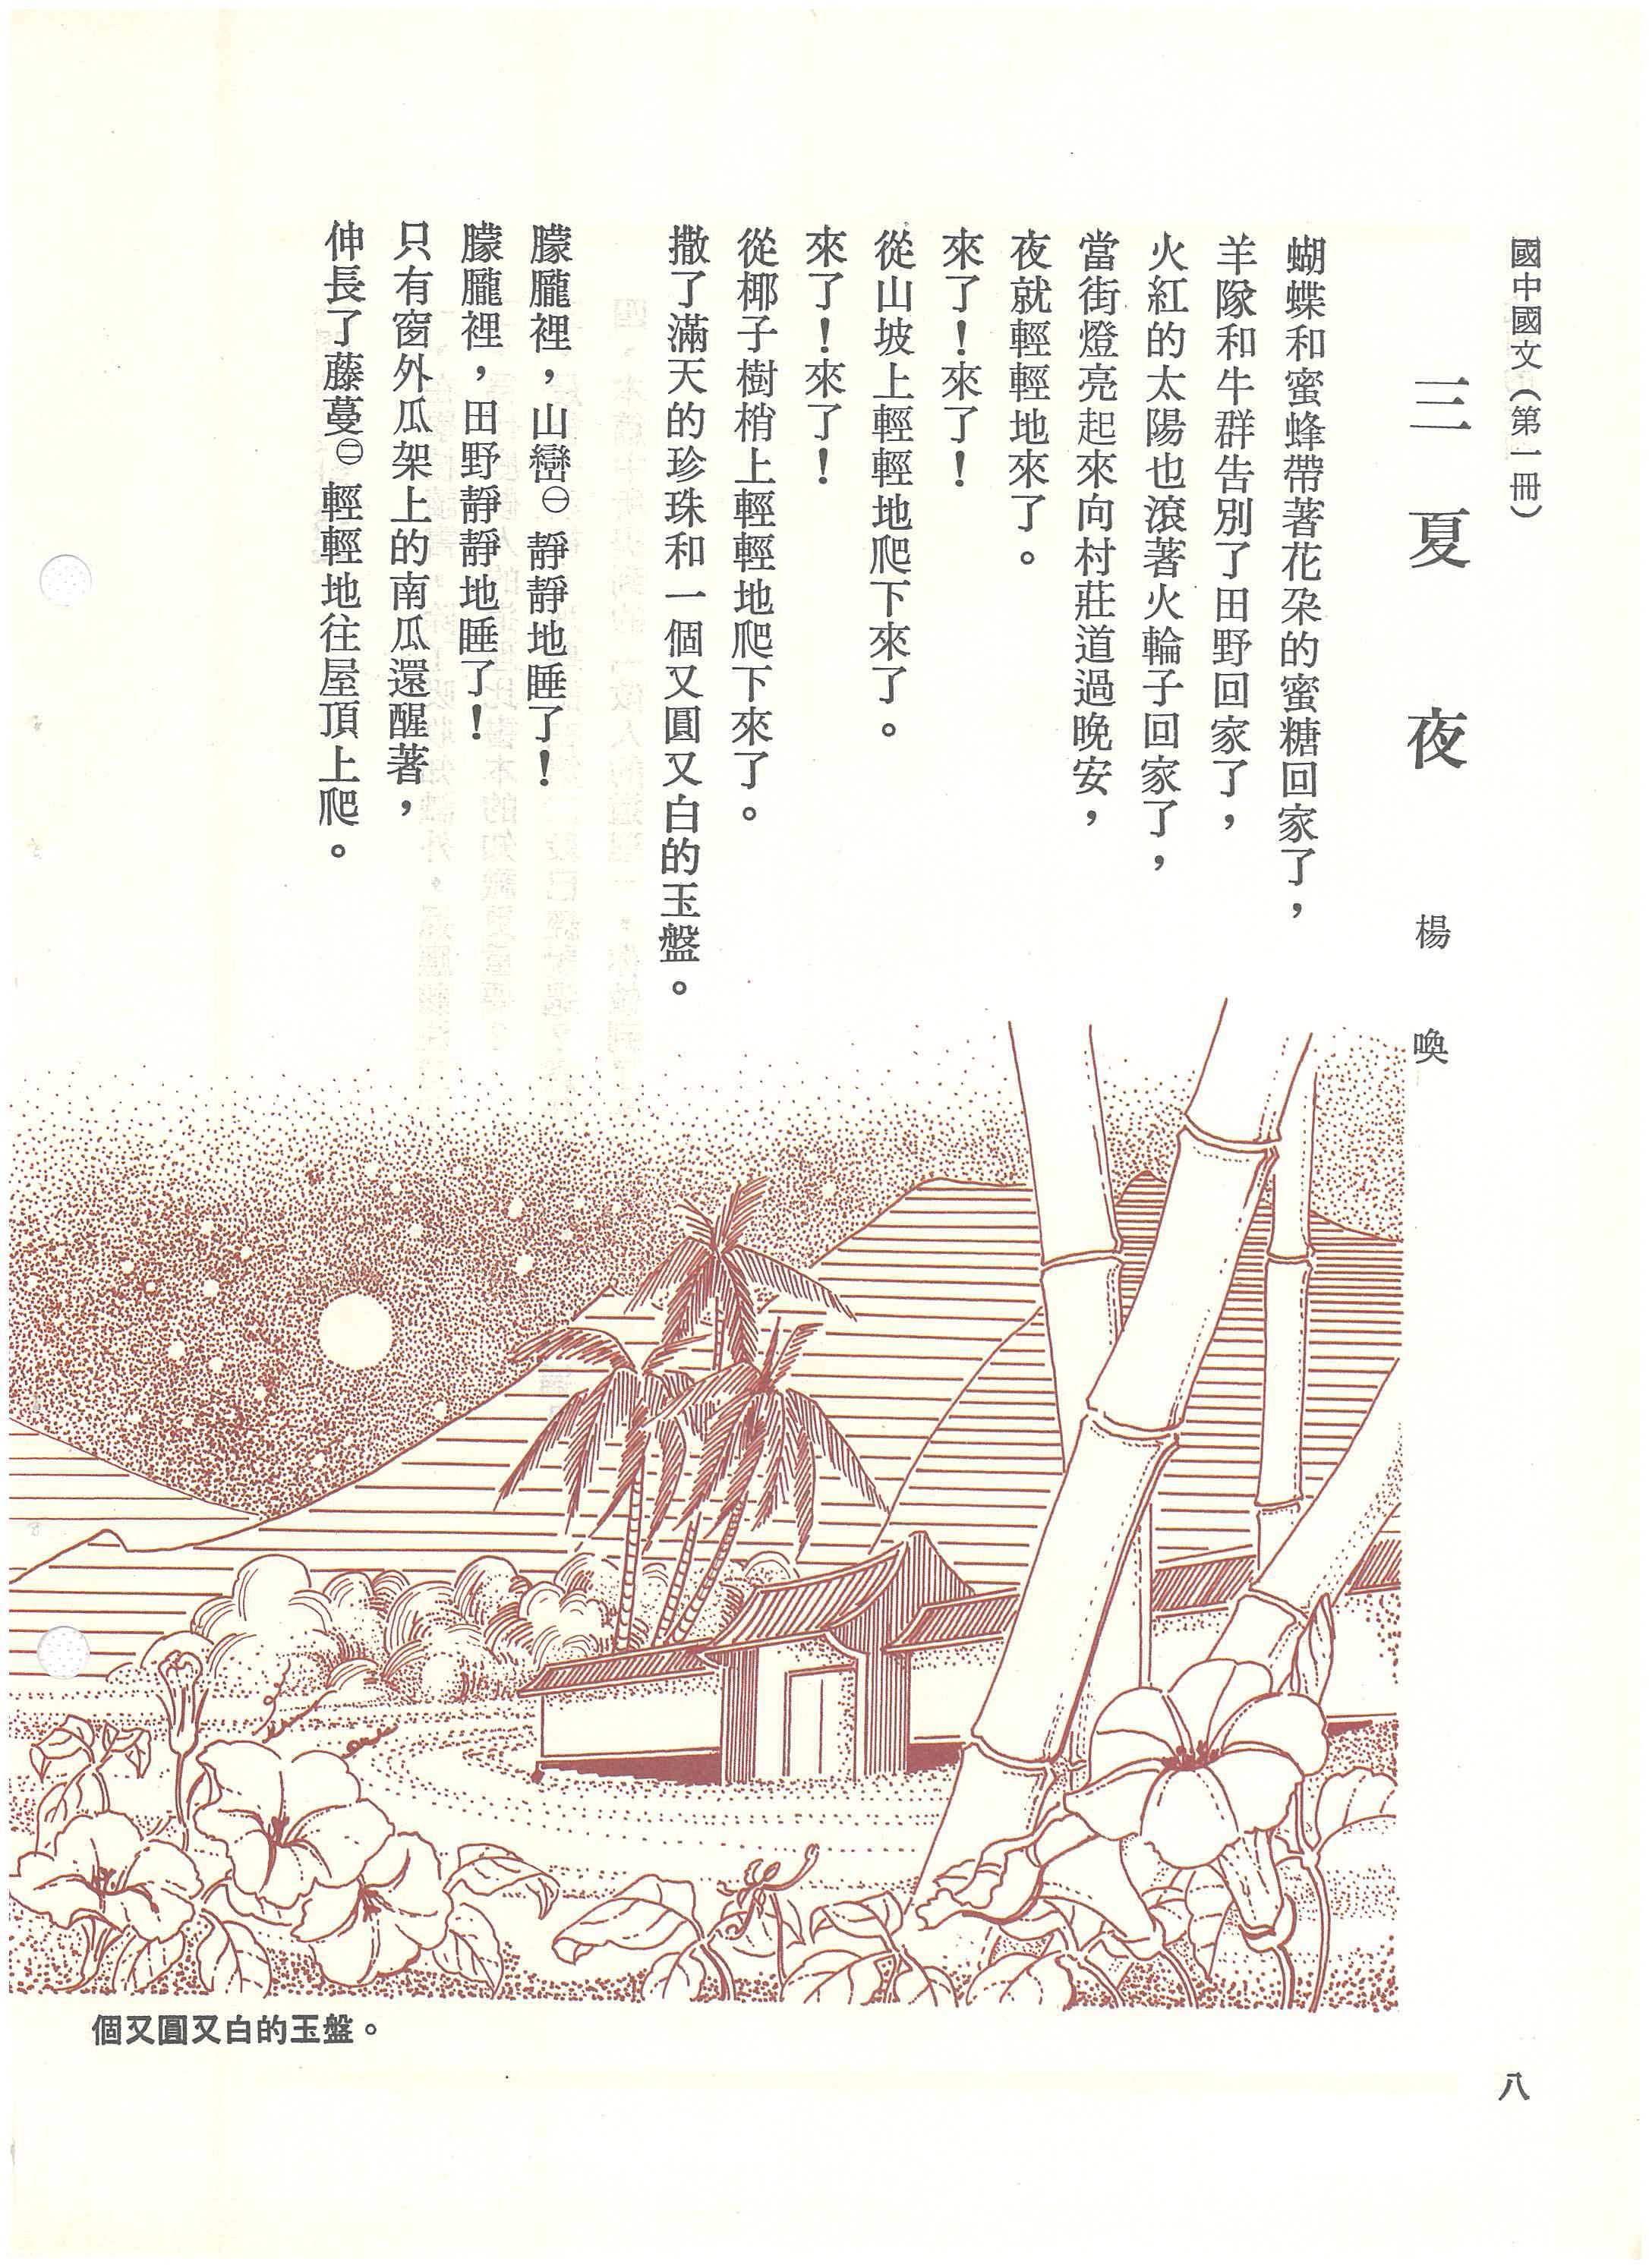 國中國文（第一冊）
三　夏夜
楊喚
蝴蝶和蜜蜂帶著花朶的蜜糖回家了，
羊隊和牛群告別了田野回家了，
火紅的太陽也滾著火輪子回家了，
當街燈亮起來向村莊道過晚安，
夜就輕輕地來了。
來了！來了！
從山坡上輕輕地爬下來了。
來了！來了！
從椰子樹梢上輕輕地爬下來了。
撒了滿天的珍珠和一個又圓又白的玉盤。
朦朧裡，山巒㊀靜靜地睡了！
朦朧裡，田野靜靜地睡了！
只有窗外瓜架上的南瓜還醒著，
伸長了藤蔓㊁輕輕地往屋頂上爬。
個又圓又白的玉盤。
八